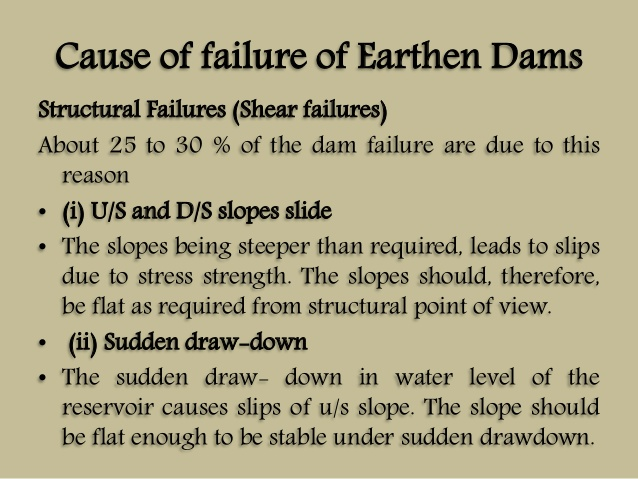 Cause of failure of Earthen Dams
Structural Failures (Shear failures)
About 25 to 30 % of the dam failure are due to this
reason
• (i) U/S and D/S slopes slide
• The slopes being steeper than required, leads to slips
due to stress strength. The slopes should, therefore,
be flat as required from structural point of view.
• (ii) Sudden draw-down
• The sudden draw- down in water level of the
reservoir causes slips of u/s slope. The slope should
be flat enough to be stable under sudden drawdown.